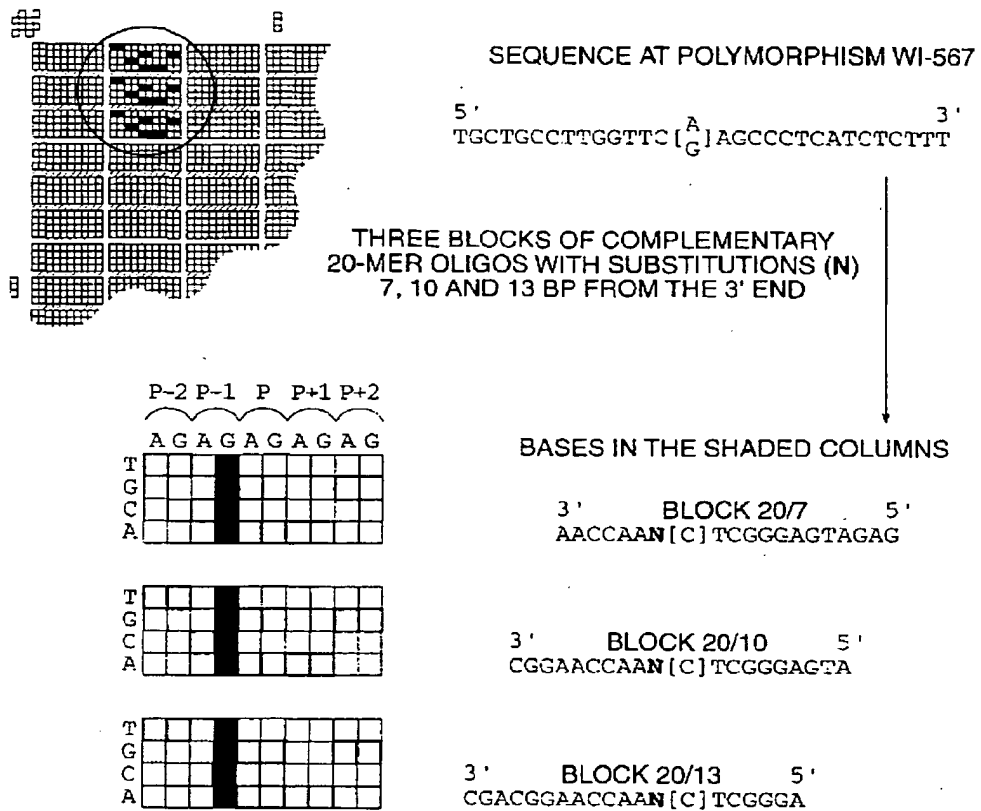 SEQUENCE AT POLYMORPHISM WI-567
5' 3'
TGCTGCCTTGGTTC[A/G]AGCCCTCATCTCTTT
THREE BLOCKS OF COMPLEMENTARY
20-MER OLIGOS WITH SUBSTITUTIONS (N)
7, 10 AND 13 BP FROM THE 3' END
P-2 P-1 P P+1 P+2
A G A G A G A G A G
T
G
C
A
BASES IN THE SHADED COLUMNS
3' BLOCK 20/7 5'
AACCAAN[C]TCGGGAGTAGAG
T
G
C
A
3' BLOCK 20/10 5'
CGGAACCAAN[C]TCGGGAGTA
T
G
C
A
3' BLOCK 20/13 5'
CGACGGAACCAAN[C]TCGGGA